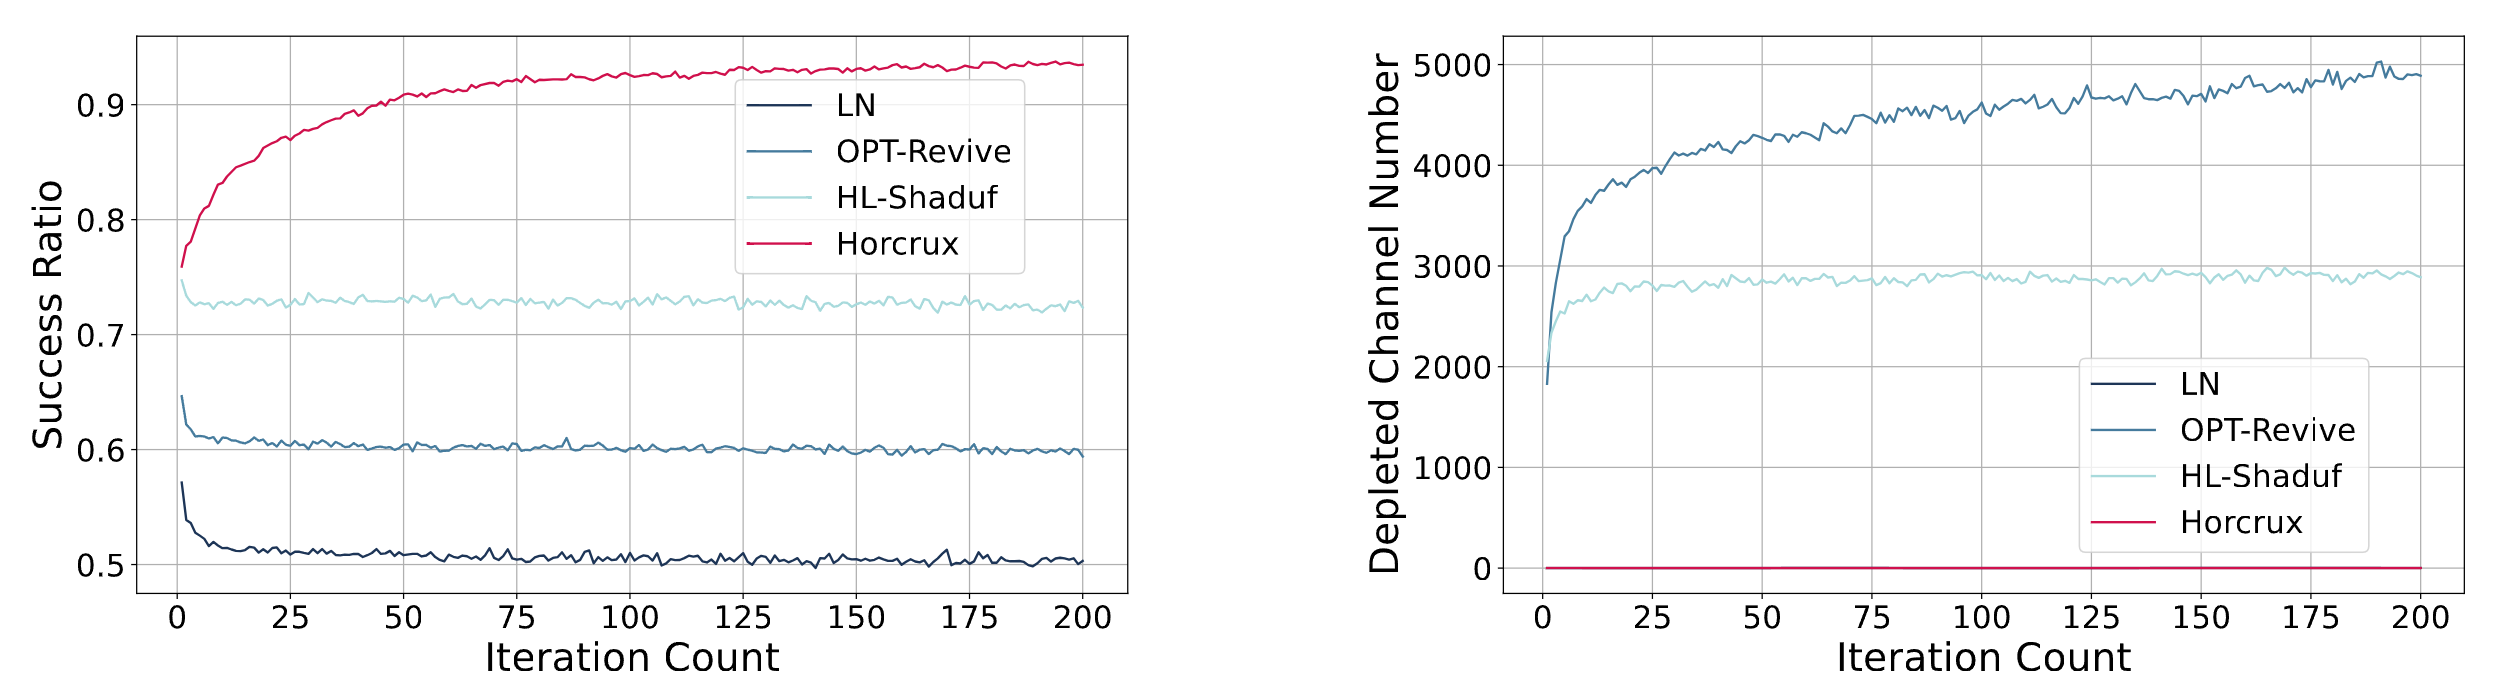 Success Ratio
0.9
0.8
0.7
0.6
0.5
LN
OPT-Revive
HL-Shaduf
Horcrux
0 25 50 75 100 125 150 175 200
Iteration Count
Depleted Channel Number
5000
4000
3000
2000
1000
0
LN
OPT-Revive
HL-Shaduf
Horcrux
0 25 50 75 100 125 150 175 200
Iteration Count